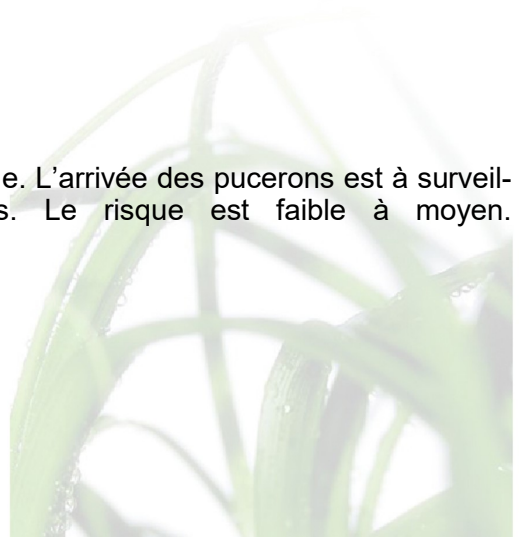 e. L'arrivée des pucerons est à surveil-
s. Le risque est faible à moyen.